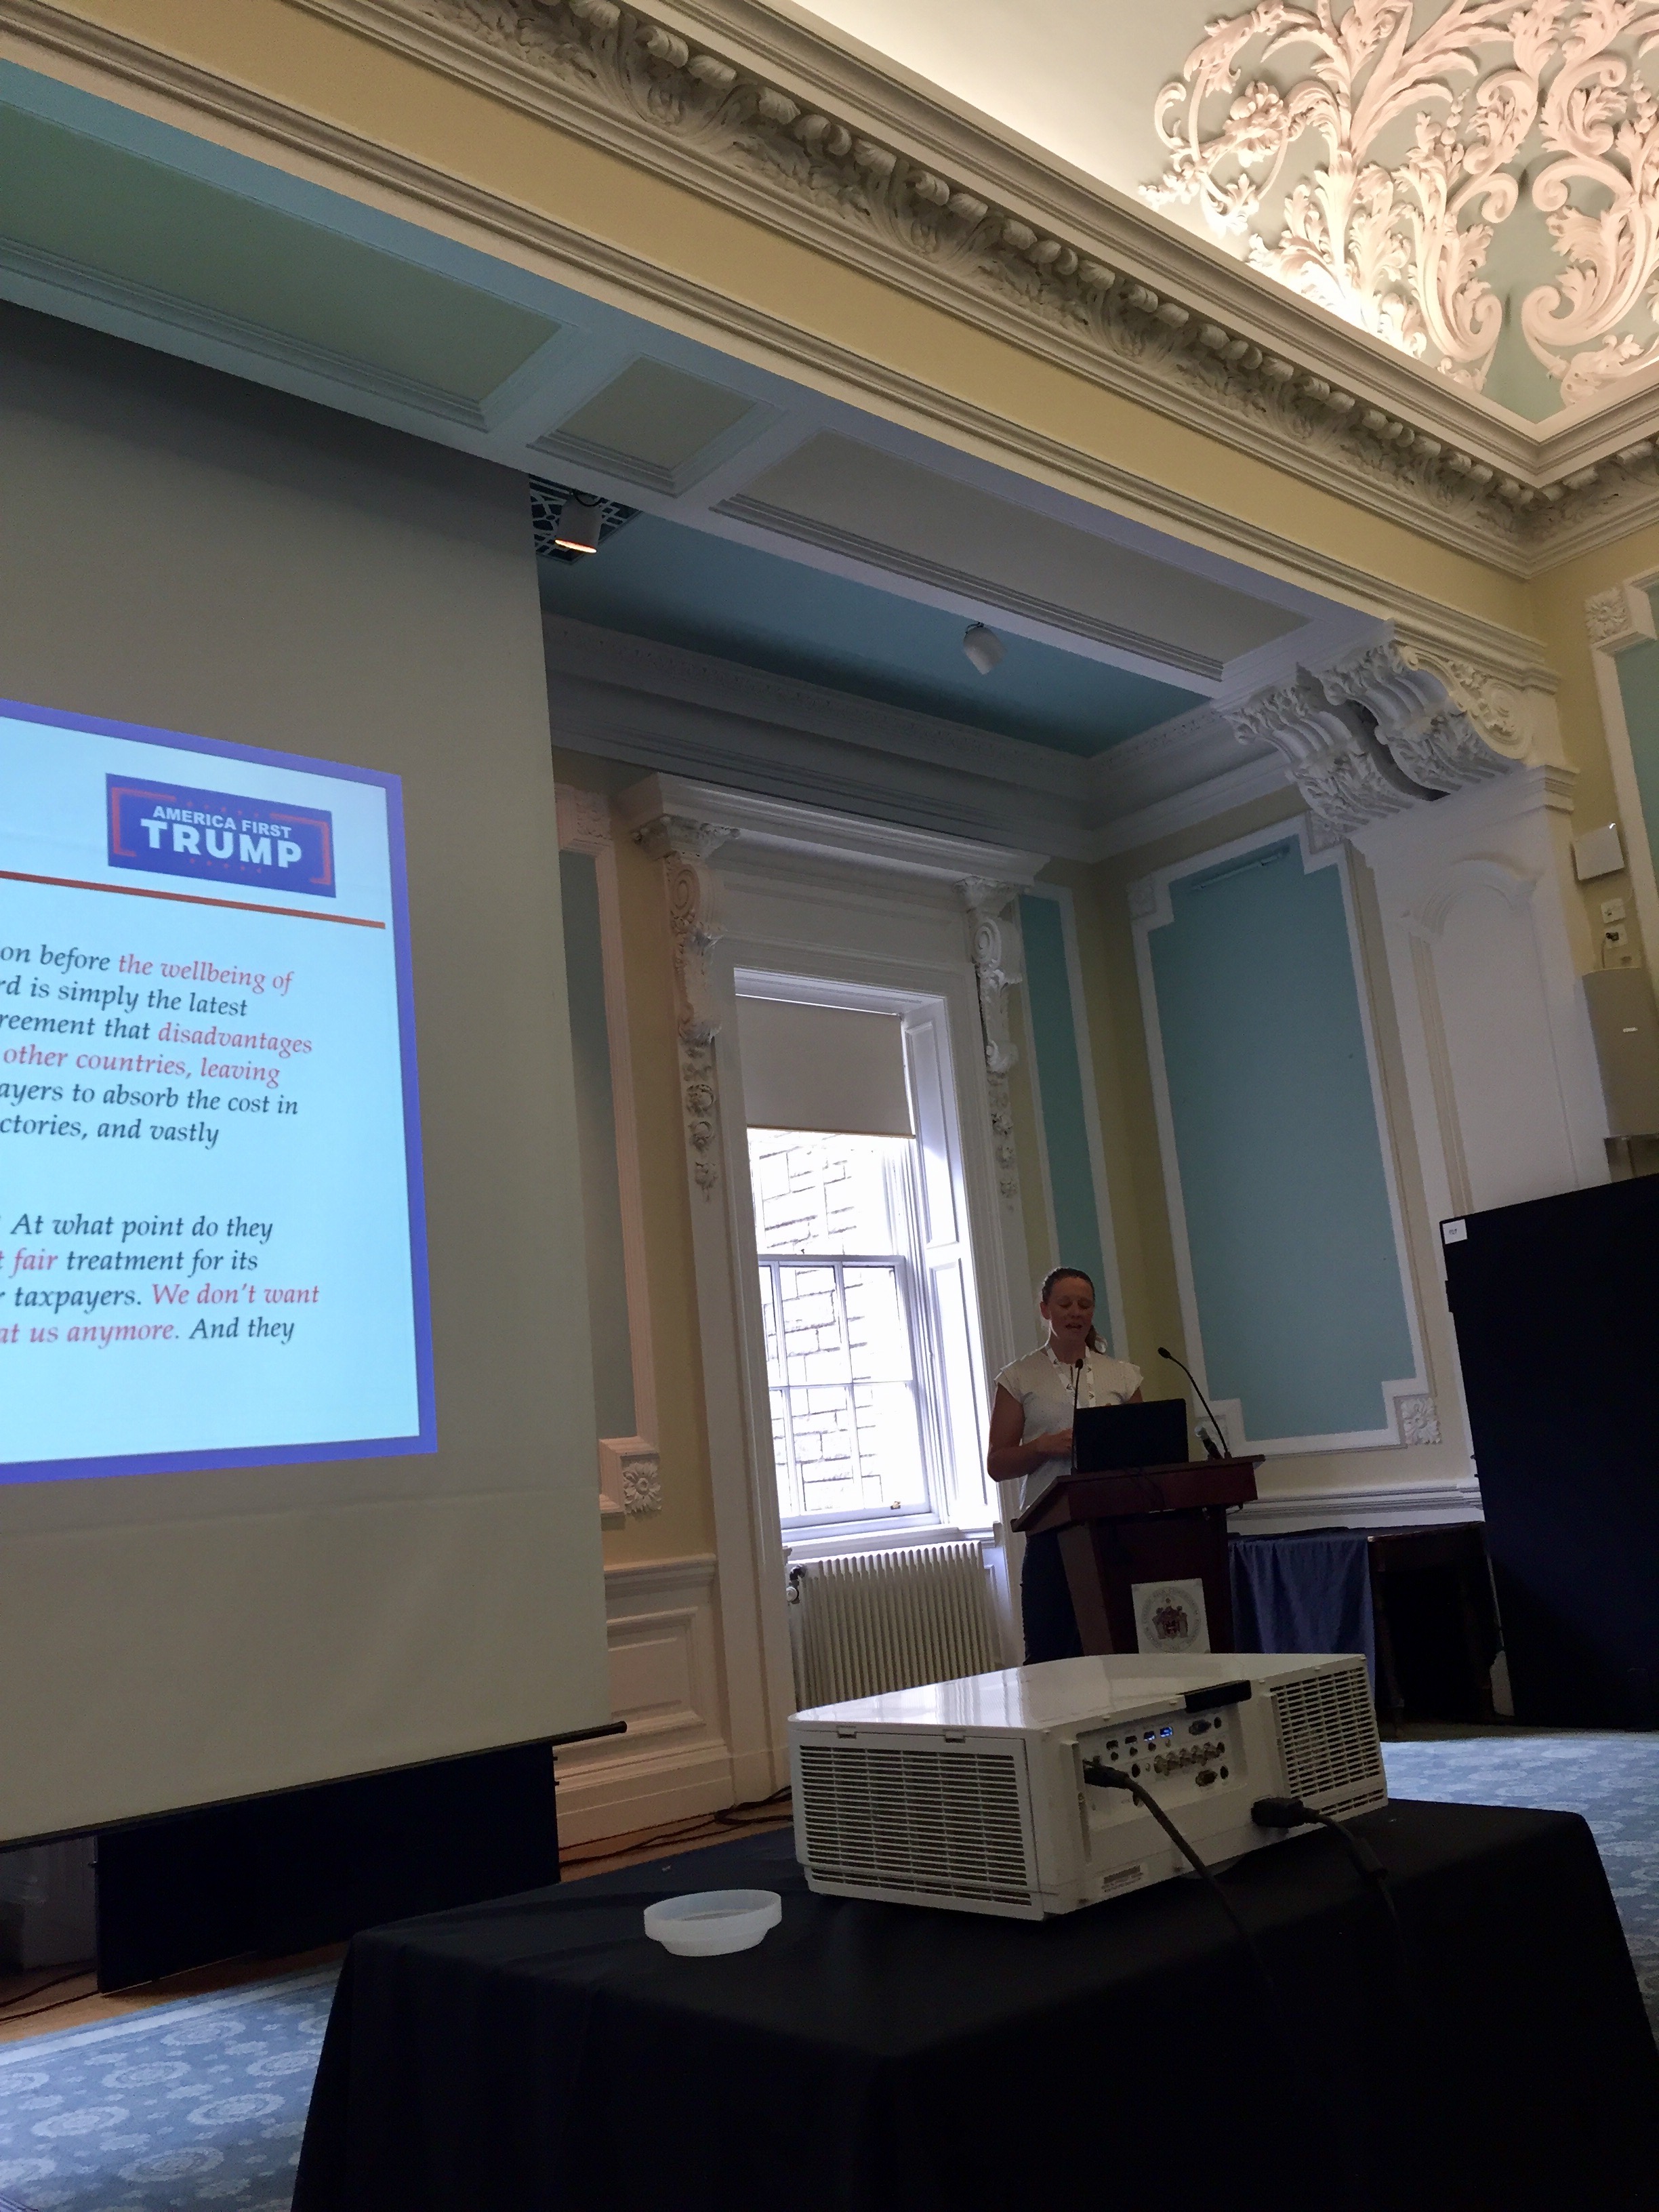 AMERICA FIRST
TRUMP
on before the wellbeing of
rd is simply the latest
reement that disadvantages
other countries, leaving
ayers to absorb the cost in
ctories, and vastly
At what point do they
t fair treatment for its
r taxpayers. We don't want
at us anymore. And they